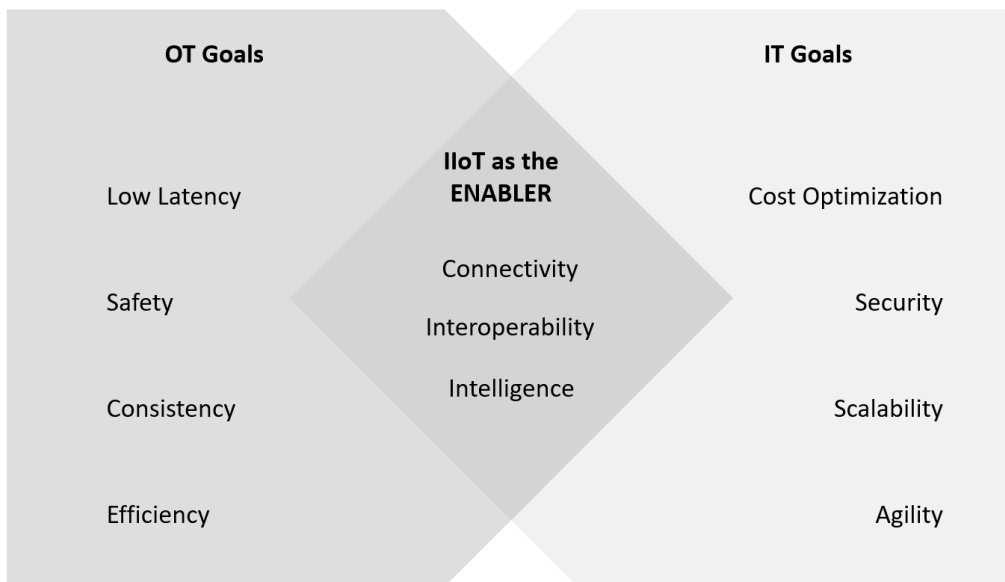 OT Goals
Low Latency
Safety
Consistency
Efficiency
IIoT as the
ENABLER
Connectivity
Interoperability
Intelligence
IT Goals
Cost Optimization
Security
Scalability
Agility